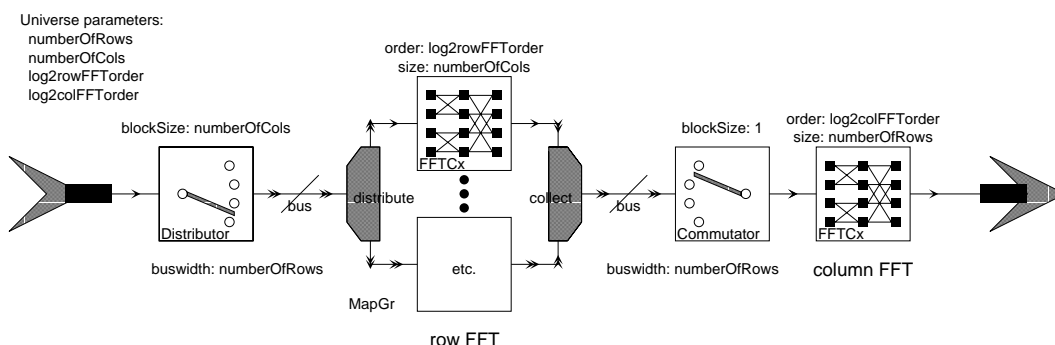 Universe parameters:
numberOfRows
numberOfCols
log2rowFFTorder
log2colFFTorder
order: log2rowFFTorder
size: numberOfCols
FFTCx
blockSize: numberOfCols
Distributor
buswidth: numberOfRows
bus
distribute
collect
etc.
MapGr
row FFT
bus
blockSize: 1
Commutator
buswidth: numberOfRows
order: log2colFFTorder
size: numberOfRows
FFTCx
column FFT